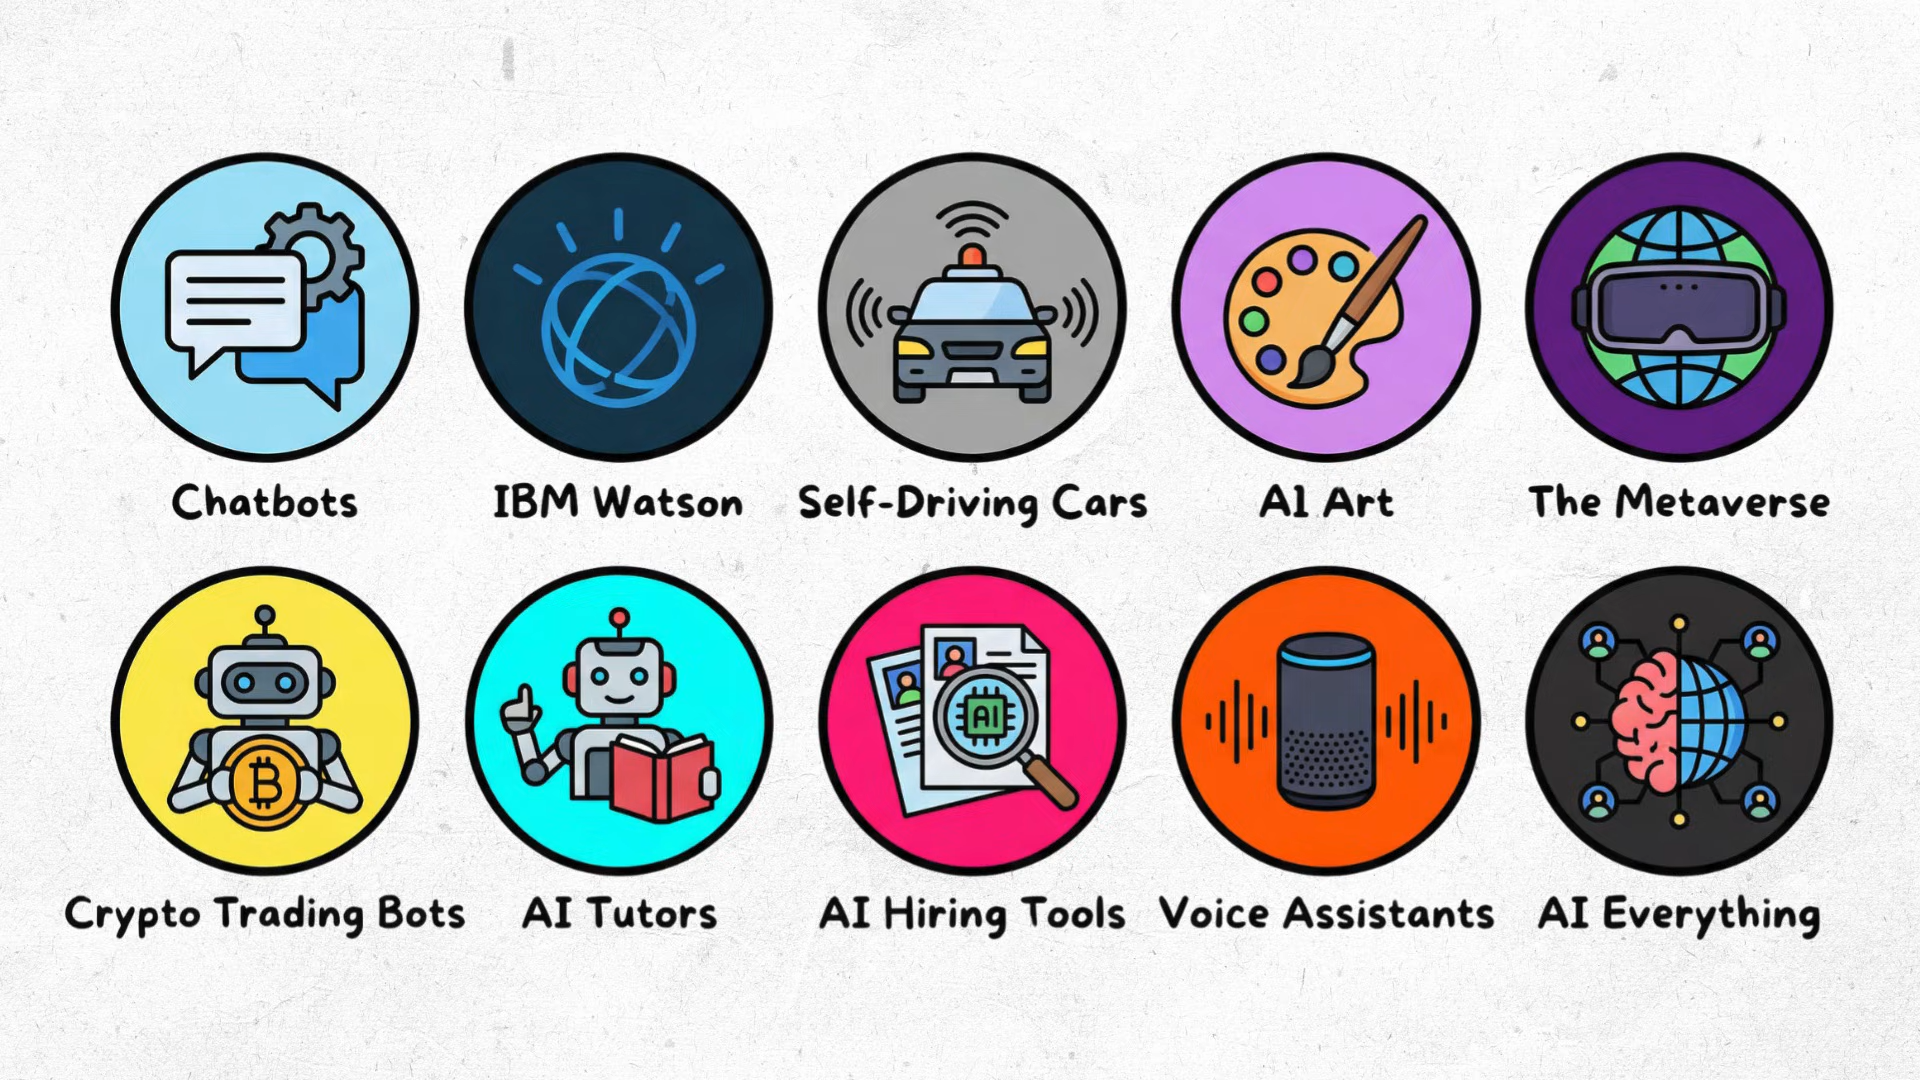 Chatbots
IBM Watson
Self-Driving Cars
A1 Art
The Metaverse
AI
Crypto Trading Bots
AI Tutors
AI Hiring Tools
Voice Assistants
AI Everything